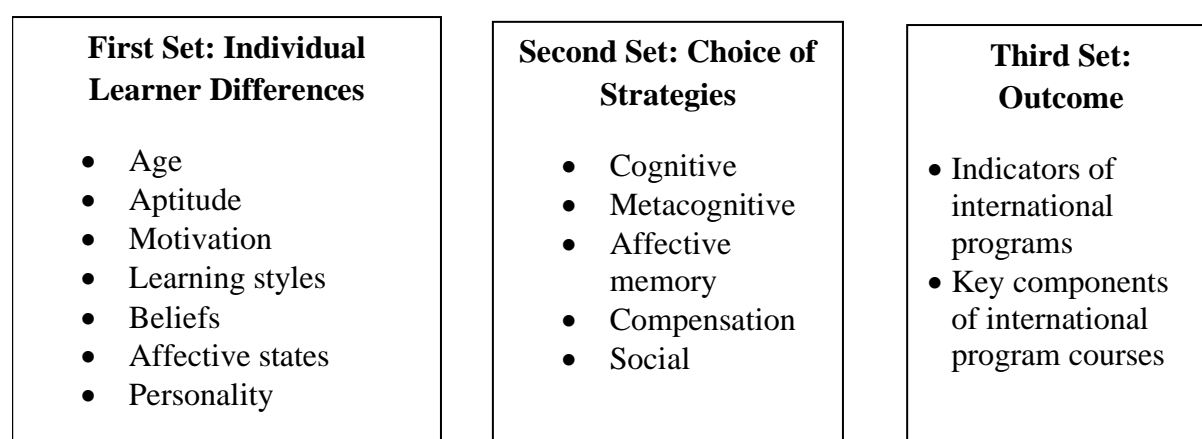 First Set: Individual
Learner Differences
• Age
• Aptitude
• Motivation
• Learning styles
• Beliefs
• Affective states
• Personality
Second Set: Choice of
Strategies
• Cognitive
• Metacognitive
• Affective
memory
• Compensation
• Social
Third Set:
Outcome
• Indicators of
international
programs
• Key components
of international
program courses